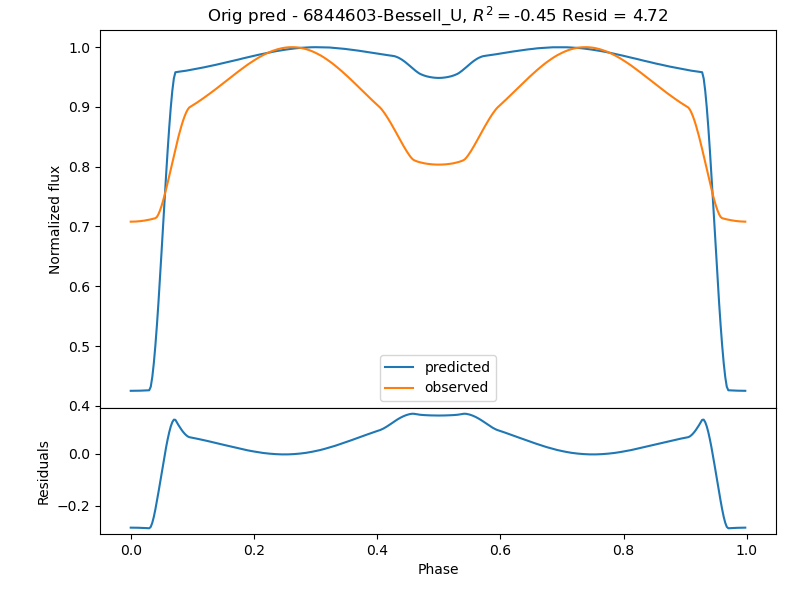 Orig pred - 6844603-Bessell_U, $R^2 = $-0.45 Resid = 4.72
1.0
0.9
0.8
0.7
0.6
0.5
0.4
Normalized flux
predicted
observed
0.0
−0.2
Residuals
0.0 0.2 0.4 0.6 0.8 1.0
Phase